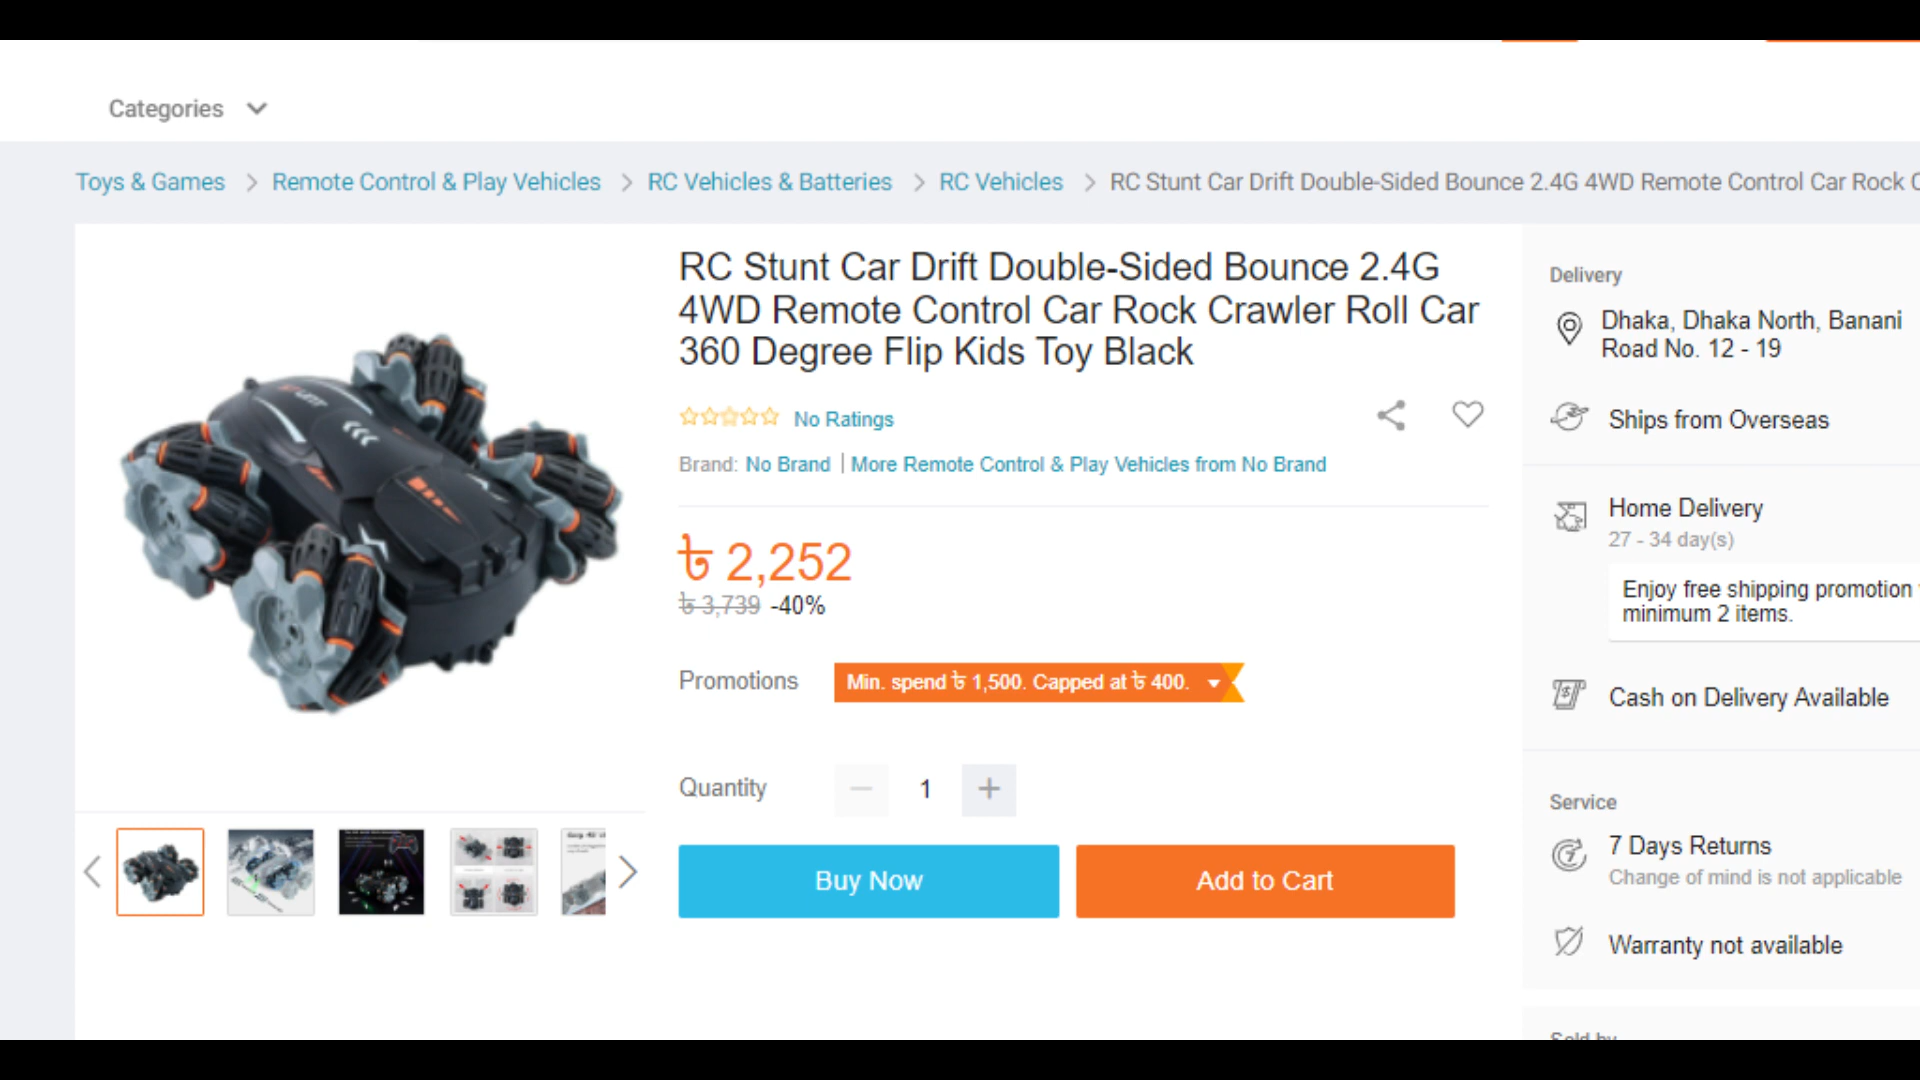 Categories
Toys & Games > Remote Control & Play Vehicles > RC Vehicles & Batteries > RC Vehicles > RC Stunt Car Drift Double-Sided Bounce 2.4G 4WD Remote Control Car Rock
RC Stunt Car Drift Double-Sided Bounce 2.4G
4WD Remote Control Car Rock Crawler Roll Car
360 Degree Flip Kids Toy Black
No Ratings
Brand: No Brand | More Remote Control & Play Vehicles from No Brand
৳ 2,252
৳ 3,739 -40%
Promotions
Min. spend ৳ 1,500. Capped at ৳ 400.
Quantity
1
Buy Now
Add to Cart
Delivery
Dhaka, Dhaka North, Banani
Road No. 12 - 19
Ships from Overseas
Home Delivery
27 - 34 day(s)
Enjoy free shipping promotion
minimum 2 items.
Cash on Delivery Available
Service
7 Days Returns
Change of mind is not applicable
Warranty not available
Sold by